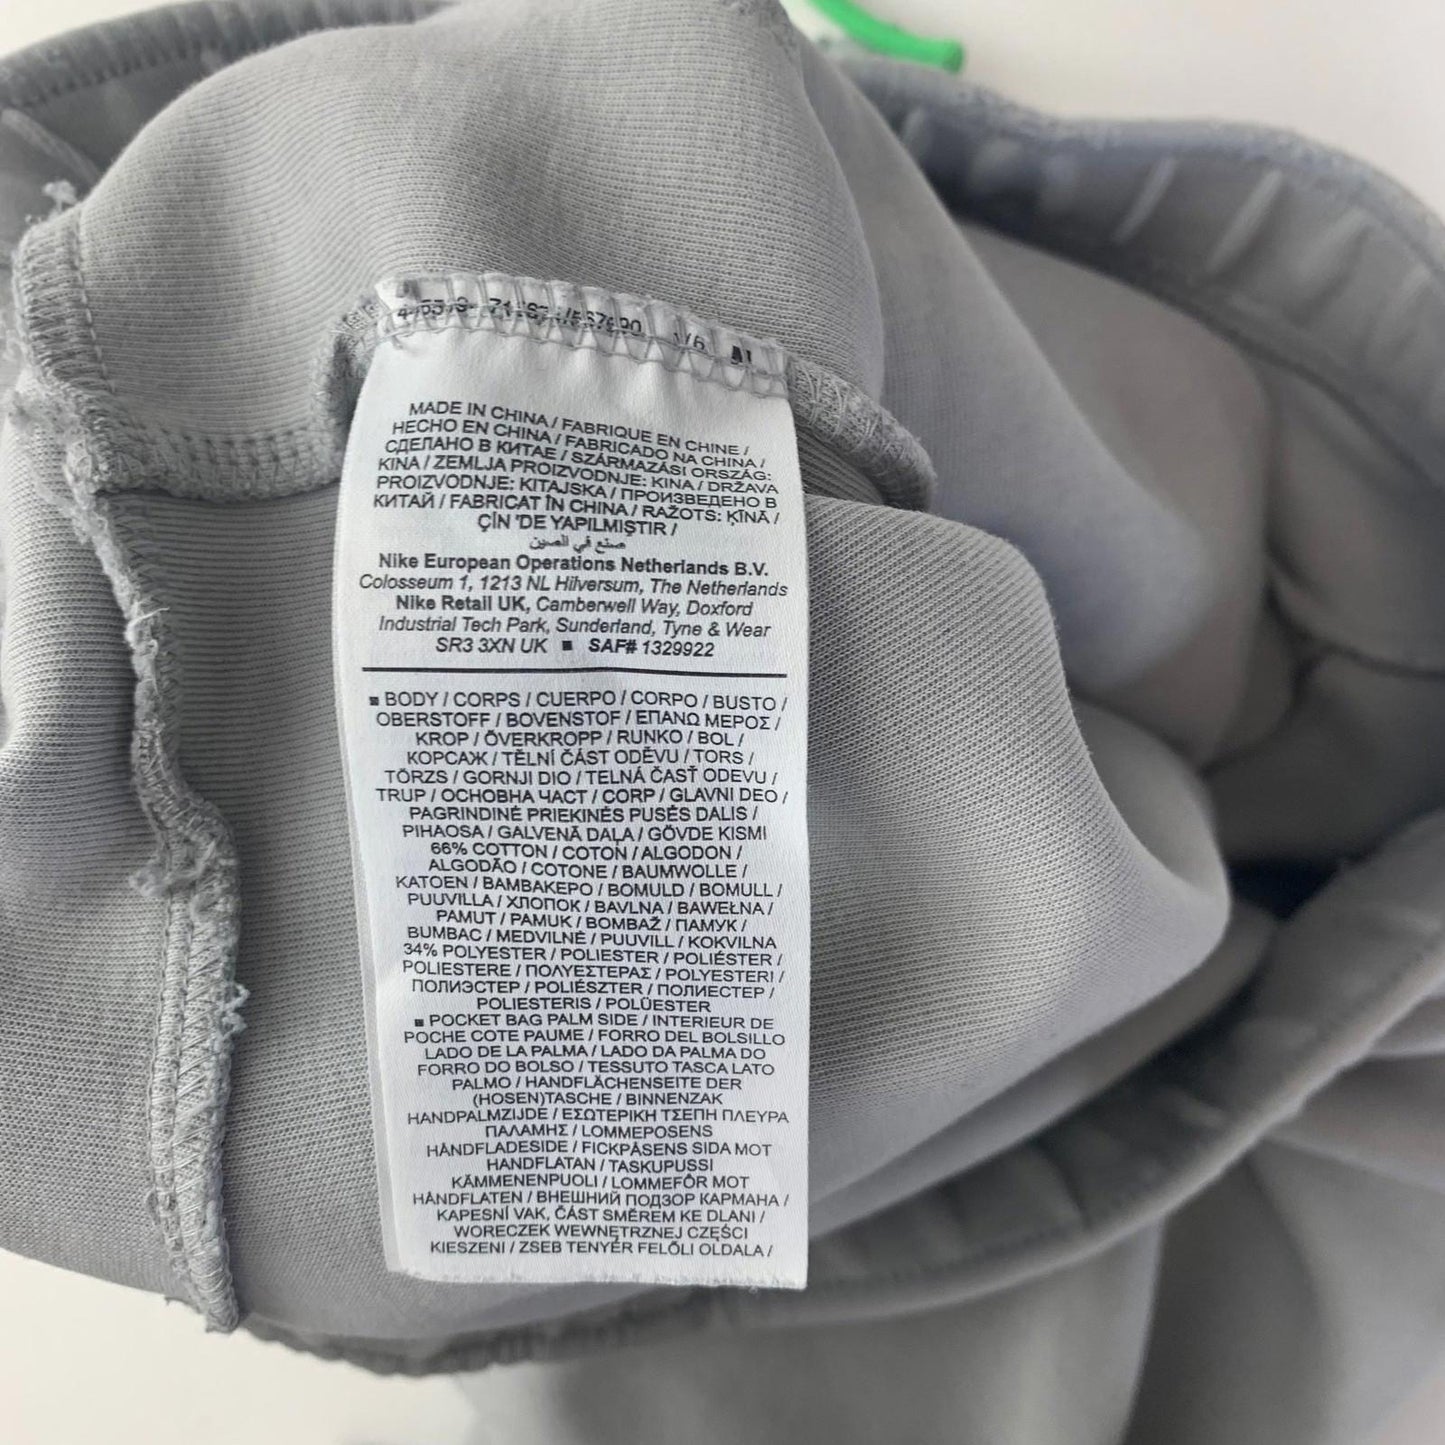 MADE IN CHINA / FABRIQUE EN CHINE /
HECHO EN CHINA / FABRICADO NA CHINA /
СДЕЛАНО В КИТАЕ / SZÁRMAZÁSI ORSZÁG:
KINA / ZEMLJA PROIZVODNJE: KINA / DRŽAVA
PROIZVODNJE: KITAJSKA / ПРОИЗВЕДЕНО В
КИТАЙ / FABRICAT ÎN CHINA / RAŽOTS: ĶĪNĀ /
ÇİN 'DE YAPILMIŞTIR /
صنع في الصين
Nike European Operations Netherlands B.V.
Colosseum 1, 1213 NL Hilversum, The Netherlands
Nike Retail UK, Camberwell Way, Doxford
Industrial Tech Park, Sunderland, Tyne & Wear
SR3 3XN UK ■ SAF# 1329922
■ BODY / CORPS / CUERPO / CORPO / BUSTO /
OBERSTOFF / BOVENSTOF / ΕΠΑΝΩ ΜΕΡΟΣ /
KROP / ÖVERKROPP / RUNKO / BOL /
КОРСАЖ / TĚLNÍ ČÁST ODĚVU / TORS /
TÖRZS / GORNJI DIO / TELNÁ ČASŤ ODEVU /
TRUP / ОСНОВНА ЧАСТ / CORP / GLAVNI DEO /
PAGRINDINĖ PRIEKINĖS PUSĖS DALIS /
PIHAOSA / GALVENĀ DAĻA / GÖVDE KISMI
66% COTTON / COTON / ALGODON /
ALGODÃO / COTONE / BAUMWOLLE /
KATOEN / ΒΑΜΒΑΚΕΡΟ / BOMULD / BOMULL /
PUUVILLA / ХЛОПОК / BAVLNA / BAWEŁNA /
PAMUT / PAMUK / BOMBAŽ / ПАМУК /
BUMBAC / MEDVILNĖ / PUUVILL / KOKVILNA
34% POLYESTER / POLIESTER / POLIÉSTER /
POLIESTERE / ΠΟΛΥΕΣΤΕΡΑΣ / POLYESTERI /
ПОЛИЭСТЕР / POLIÉSZTER / ПОЛИЕСТЕР /
POLIESTERIS / POLÜESTER
■ POCKET BAG PALM SIDE / INTERIEUR DE
POCHE COTE PAUME / FORRO DEL BOLSILLO
LADO DE LA PALMA / LADO DA PALMA DO
FORRO DO BOLSO / TESSUTO TASCA LATO
PALMO / HANDFLÄCHENSEITE DER
(HOSEN)TASCHE / BINNENZAK
HANDPALMZIJDE / ΕΣΩΤΕΡΙΚΗ ΤΣΕΠΗ ΠΛΕΥΡΑ
ΠΑΛΑΜΗΣ / LOMMEPOSENS
HÅNDFLADESIDE / FICKPÅSENS SIDA MOT
HANDFLATAN / TASKUPUSSI
KÄMMENENPUOLI / LOMMEFÔR MOT
HÅNDFLATEN / ВНЕШНИЙ ПОДЗОР КАРМАНА /
KAPESNÍ VAK, ČÁST SMĚREM KE DLANI /
WORECZEK WEWNĘTRZNEJ CZĘŚCI
KIESZENI / ZSEB TENYÉR FELŐLI OLDALA /